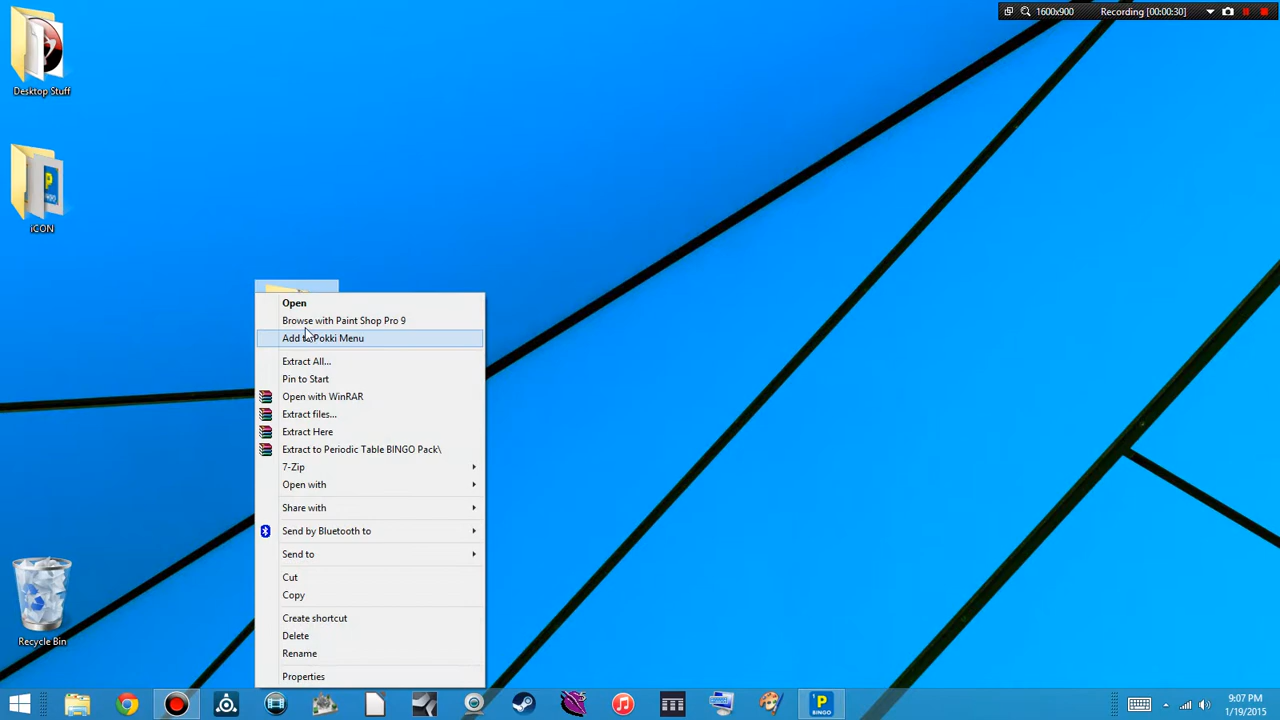 1600x900
Recording [00:00:30]
Desktop Stuff
iCON
Open
Browse with Paint Shop Pro 9
Add to Pokki Menu
Extract All...
Pin to Start
Open with WinRAR
Extract files...
Extract Here
Extract to Periodic Table BINGO Pack\
7-Zip
Open with
Share with
Send by Bluetooth to
Send to
Cut
Copy
Create shortcut
Delete
Rename
Properties
Recycle Bin
P
BINGO
9:07 PM
1/19/2015